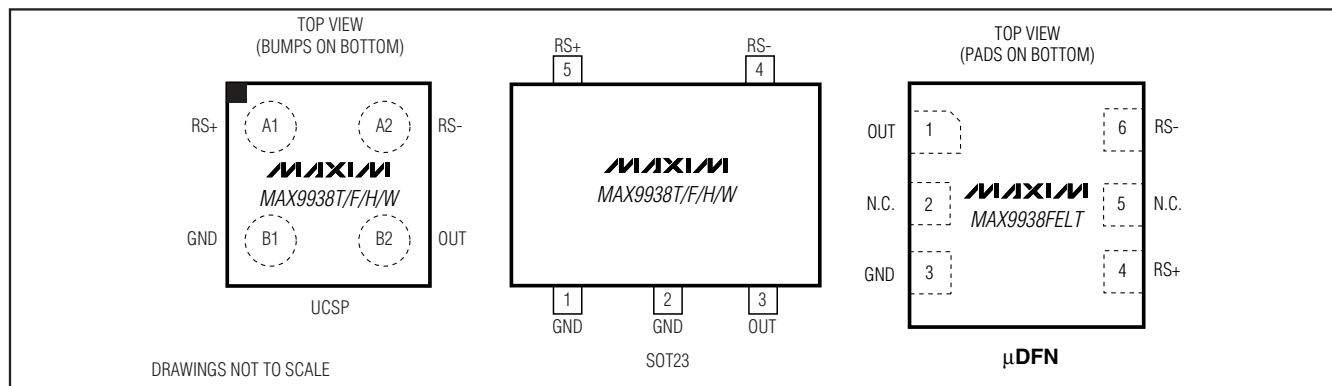 TOP VIEW
(BUMPS ON BOTTOM)
RS+ A1 A2 RS-
MAXIM
MAX9938T/F/H/W
GND B1 B2 OUT
UCSP
RS+ RS-
5 4
MAXIM
MAX9938T/F/H/W
1 2 3
GND GND OUT
SOT23
TOP VIEW
(PADS ON BOTTOM)
OUT 1 6 RS-
MAXIM
N.C. 2 5 N.C.
MAX9938FELT
GND 3 4 RS+
µDFN
DRAWINGS NOT TO SCALE